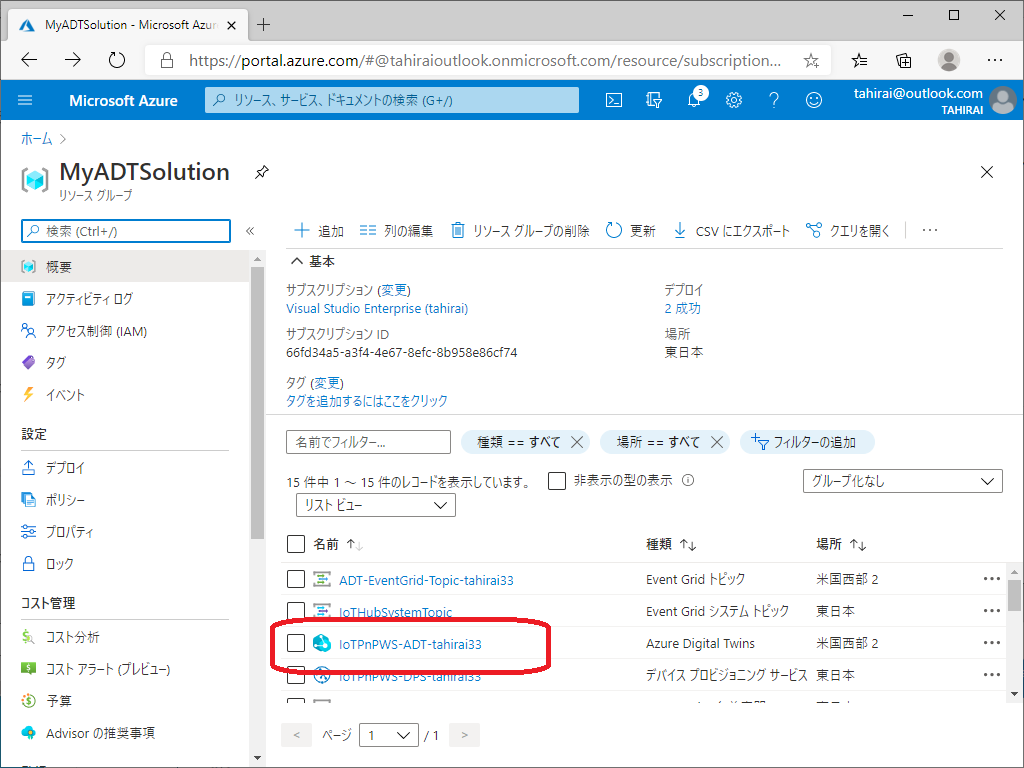 MyADTSolution - Microsoft Azur
https://portal.azure.com/#@tahiraioutlook.onmicrosoft.com/resource/subscription...
Microsoft Azure
リソース、サービス、ドキュメントの検索 (G+/)
3
tahirai@outlook.com
TAHIRAI
ホーム
MyADTSolution
リソース グループ
検索 (Ctrl+/)
概要
アクティビティ ログ
アクセス制御 (IAM)
タグ
イベント
設定
デプロイ
ポリシー
プロパティ
ロック
コスト管理
コスト分析
コスト アラート (プレビュー)
予算
Advisor の推奨事項
追加 列の編集 リソース グループの削除 更新 CSV にエクスポート クエリを開く
基本
サブスクリプション (変更)
Visual Studio Enterprise (tahirai)
サブスクリプション ID
66fd34a5-a3f4-4e67-8efc-8b958e86cf74
デプロイ
2 成功
場所
東日本
タグ (変更)
タグを追加するにはここをクリック
名前でフィルター... 種類 == すべて 場所 == すべて フィルターの追加
15 件中 1 ～ 15 件のレコードを表示しています。 非表示の型の表示 グループ化なし
リスト ビュー
名前 ↑↓ 種類 ↑↓ 場所 ↑↓
ADT-EventGrid-Topic-tahirai33 Event Grid トピック 米国西部 2
IoTHubSystemTopic Event Grid システム トピック 東日本
IoTPnPWS-ADT-tahirai33 Azure Digital Twins 米国西部 2
IoTPnPWS-DPS-tahirai33 デバイス プロビジョニング サービス 東日本
< ページ 1 / 1 >